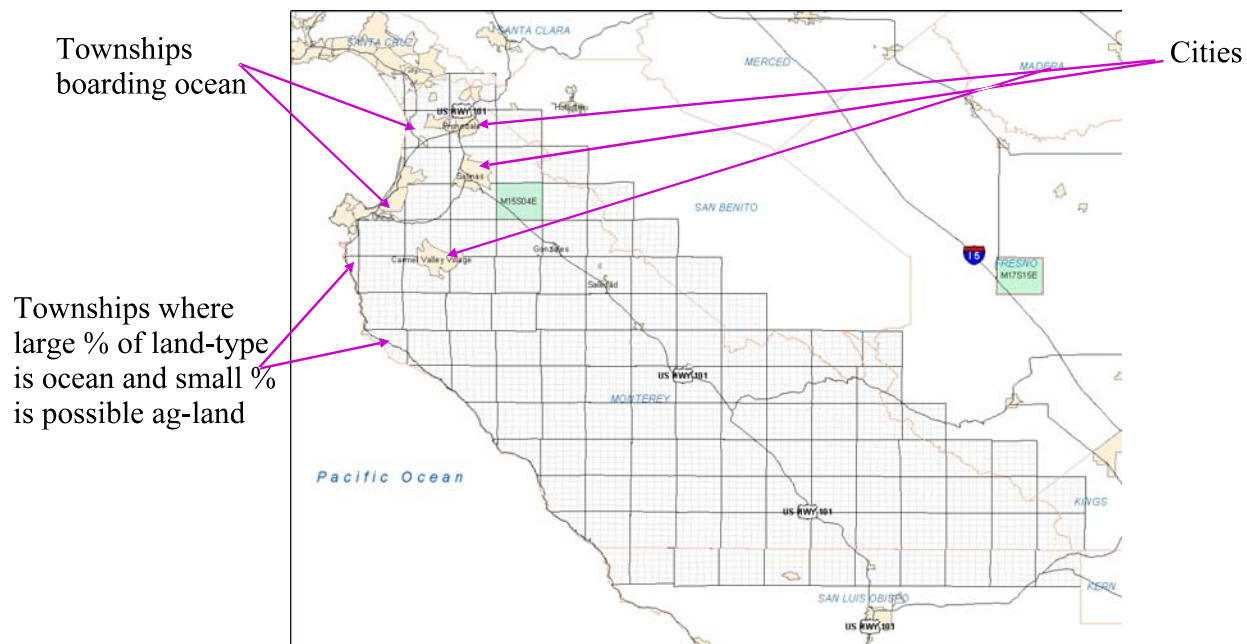 Townships
boarding ocean
Cities
Townships where
large % of land-type
is ocean and small %
is possible ag-land
SANTA CLARA
SANTA CRUZ
MERCED
MADERA
US HWY 101
Prunedale
Salinas
M15S04E
SAN BENITO
Gonzales
Carmel Valley Village
Soledad
FRESNO
M17S15E
US HWY 101
MONTEREY
Pacific Ocean
KINGS
US HWY 101
KERN
SAN LUIS OBISPO
US HWY 101